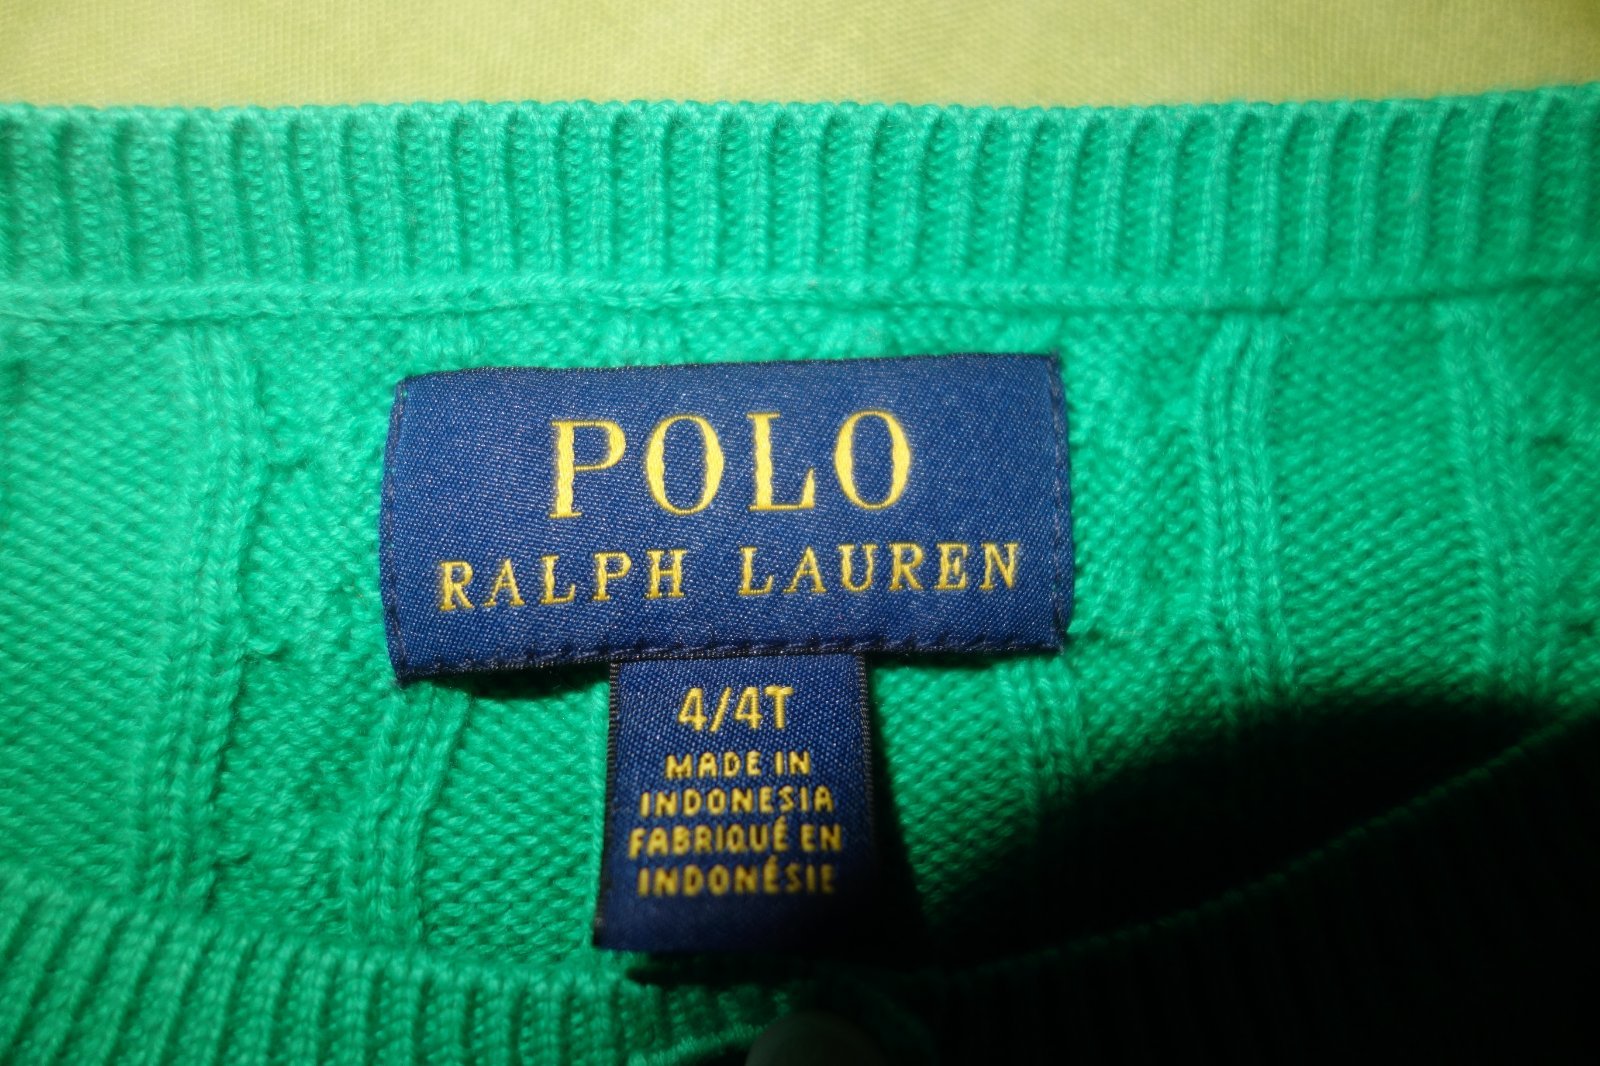 POLO
RALPH LAUREN
4/4T
MADE IN
INDONESIA
FABRIQUÉ EN
INDONÉSIE